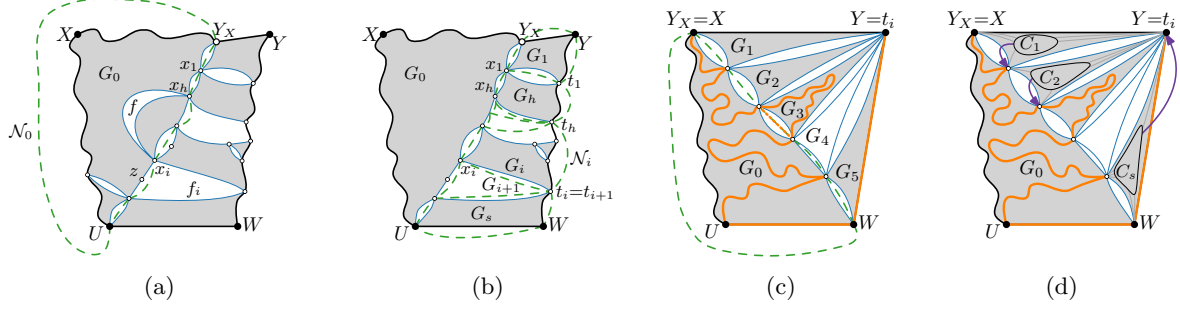 X
Y_X
Y
G_0
x_1
x_h
f
N_0
x_i
z
f_i
U
W
(a)
X
Y_X
Y
G_0
x_1
G_1
t_1
x_h
G_h
t_h
N_i
x_i
G_i
G_{i+1}
t_i=t_{i+1}
G_s
U
W
(b)
Y_X=X
Y=t_i
G_1
G_2
G_3
G_4
G_0
G_5
U
W
(c)
Y_X=X
Y=t_i
C_1
C_2
G_0
C_s
U
W
(d)